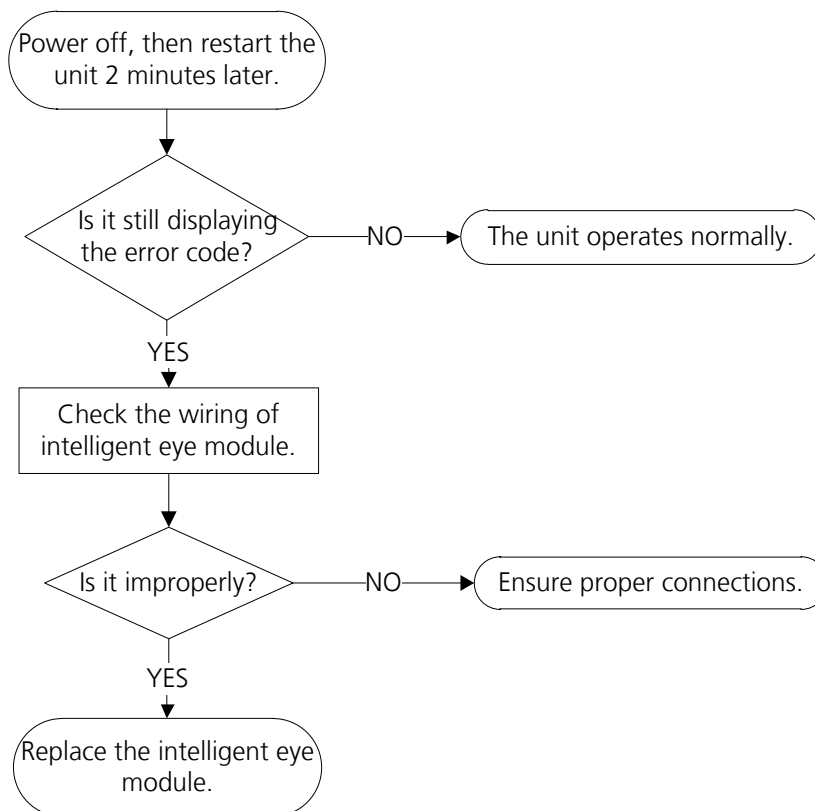 Power off, then restart the
unit 2 minutes later.
Is it still displaying
the error code?
NO
The unit operates normally.
YES
Check the wiring of
intelligent eye module.
Is it improperly?
NO
Ensure proper connections.
YES
Replace the intelligent eye
module.